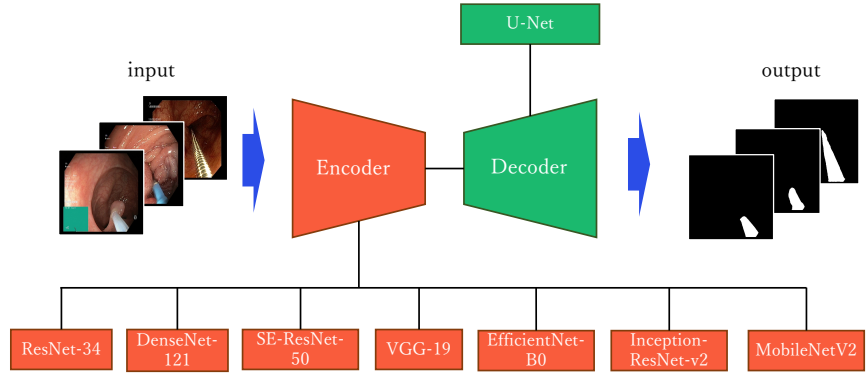 U-Net
input
output
Encoder
Decoder
ResNet-34
DenseNet-
121
SE-ResNet-
50
VGG-19
EfficientNet-
B0
Inception-
ResNet-v2
MobileNetV2